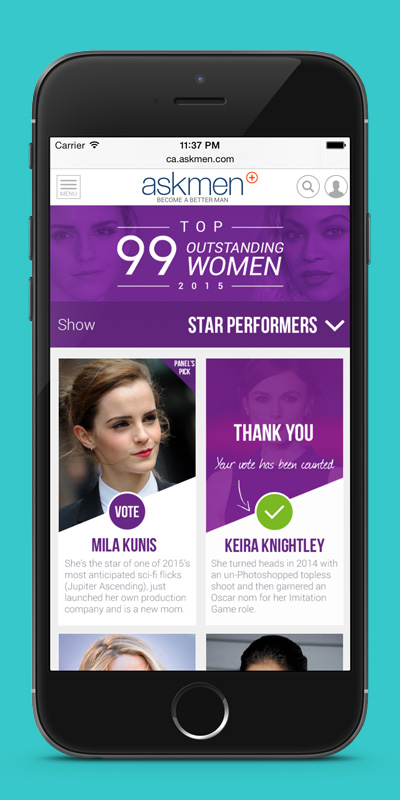 Carrier
11:37 PM
ca.askmen.com
MENU
askmen+
BECOME A BETTER MAN
TOP
99 OUTSTANDING
WOMEN
2015
Show
STAR PERFORMERS
PANEL'S
PICK
VOTE
MILA KUNIS
She's the star of one of 2015's
most anticipated sci-fi flicks
(Jupiter Ascending), just
launched her own production
company and is a new mom.
THANK YOU
Your vote has been counted
KEIRA KNIGHTLEY
She turned heads in 2014 with
an un-Photoshopped topless
shoot and then garnered an
Oscar nom for her Imitation
Game role.